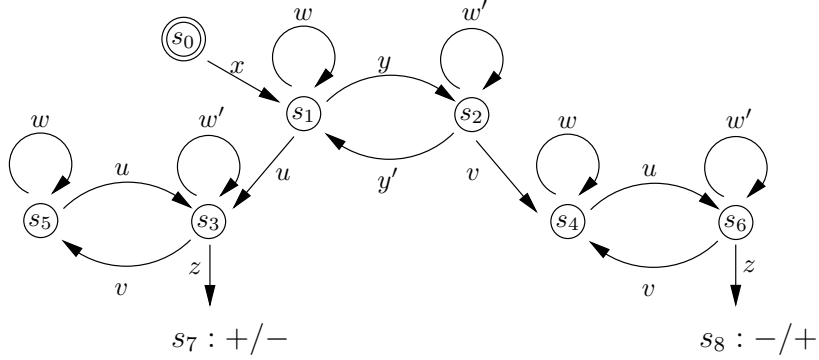 w w′
s₀
x y
s₁ s₂
w w′ w w′
u y′ v
u u
s₅ s₃ s₄ s₆
v z v z
s₇ : +/− s₈ : −/+